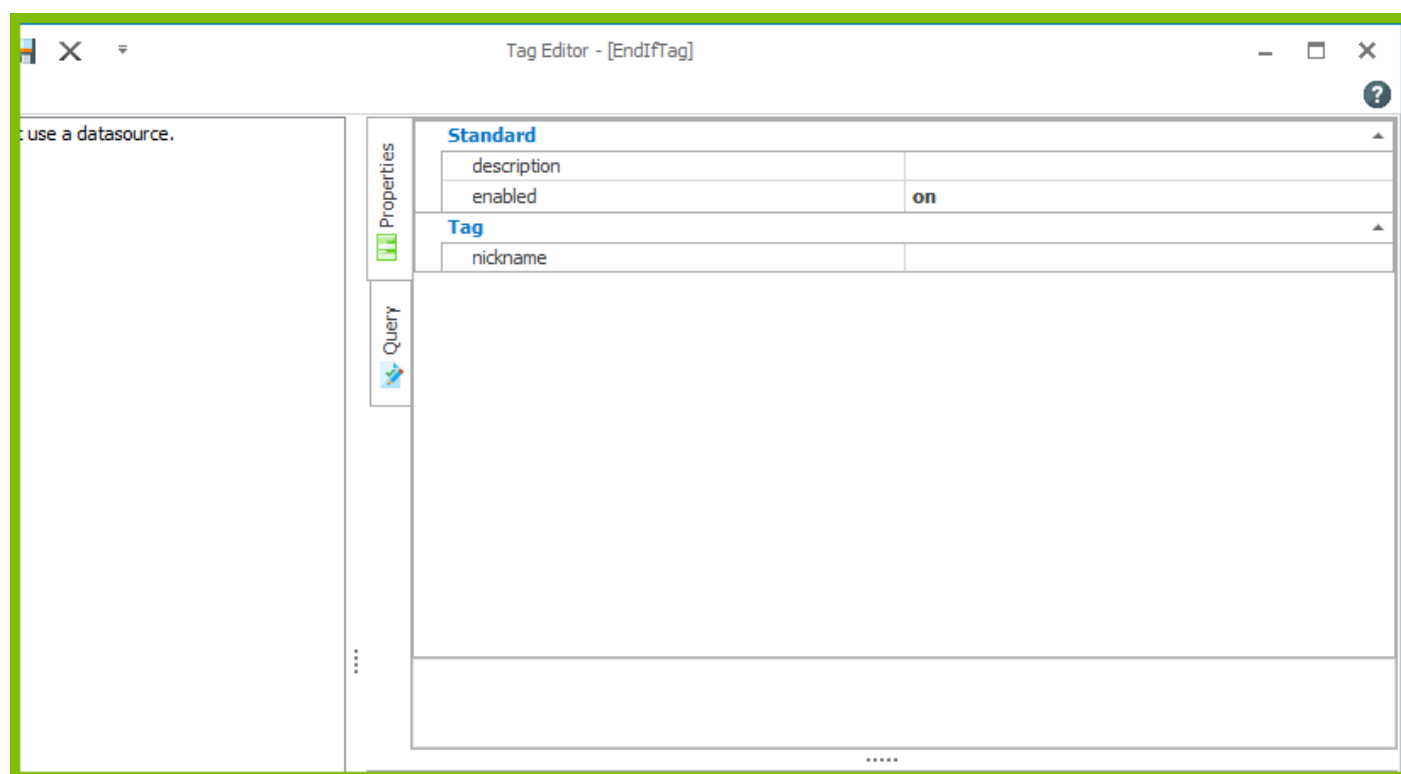 Tag Editor - [EndIfTag]
use a datasource.
Properties
Query
Standard
description
enabled on
Tag
nickname